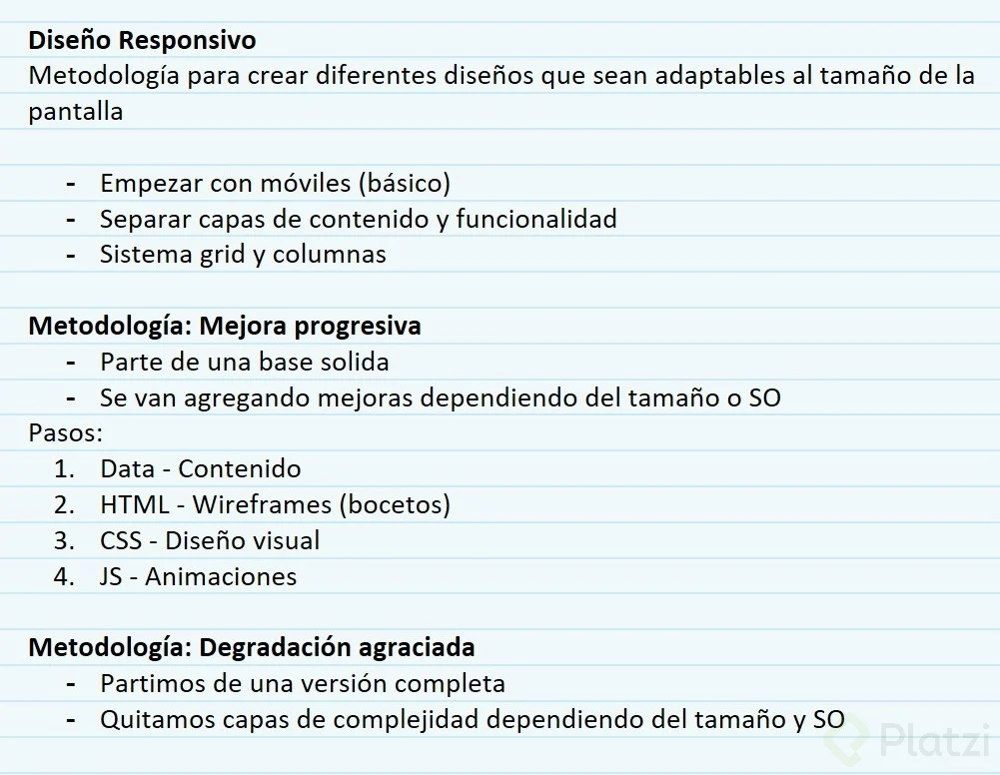 Diseño Responsivo
Metodología para crear diferentes diseños que sean adaptables al tamaño de la
pantalla
- Empezar con móviles (básico)
- Separar capas de contenido y funcionalidad
- Sistema grid y columnas
Metodología: Mejora progresiva
- Parte de una base solida
- Se van agregando mejoras dependiendo del tamaño o SO
Pasos:
1. Data - Contenido
2. HTML - Wireframes (bocetos)
3. CSS - Diseño visual
4. JS - Animaciones
Metodología: Degradación agraciada
- Partimos de una versión completa
- Quitamos capas de complejidad dependiendo del tamaño y SO
Platzi